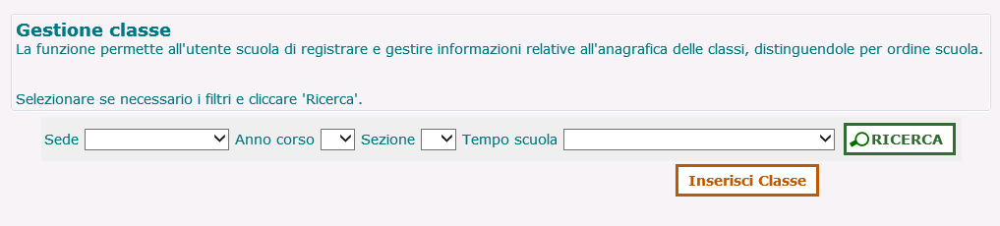 Gestione classe
La funzione permette all'utente scuola di registrare e gestire informazioni relative all'anagrafica delle classi, distinguendole per ordine scuola.
Selezionare se necessario i filtri e cliccare 'Ricerca'.
Sede Anno corso Sezione Tempo scuola RICERCA
Inserisci Classe